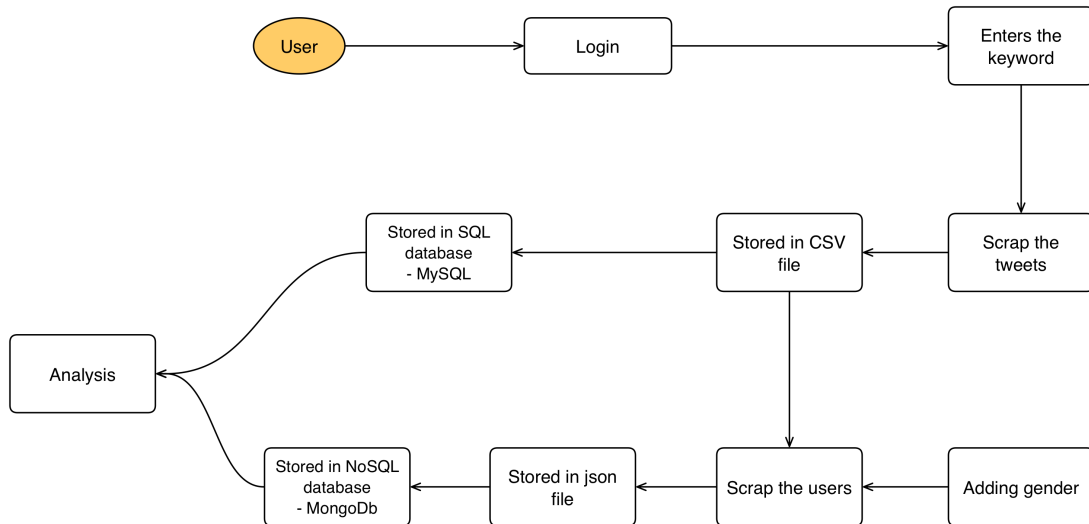 User
Login
Enters the
keyword
Stored in SQL
database
- MySQL
Stored in CSV
file
Scrap the
tweets
Analysis
Stored in NoSQL
database
- MongoDb
Stored in json
file
Scrap the users
Adding gender